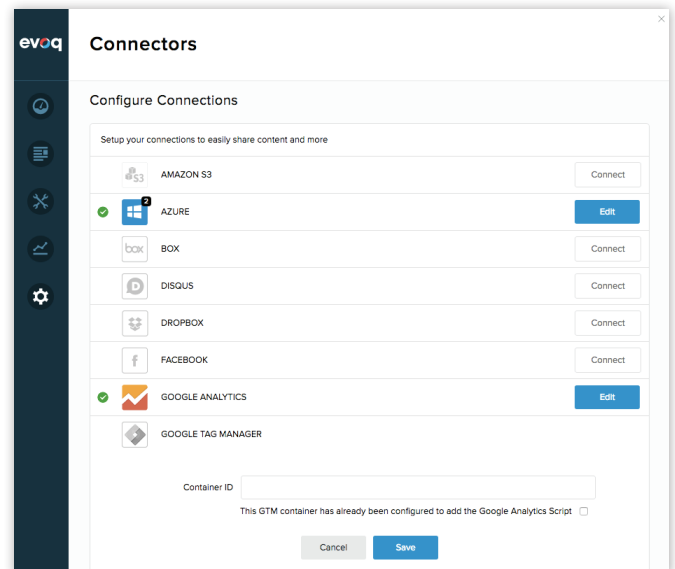 evoq
Connectors
×
Configure Connections
Setup your connections to easily share content and more
S3
AMAZON S3
Connect
2
AZURE
Edit
box
BOX
Connect
D
DISQUS
Connect
DROPBOX
Connect
f
FACEBOOK
Connect
GOOGLE ANALYTICS
Edit
GOOGLE TAG MANAGER
Container ID
This GTM container has already been configured to add the Google Analytics Script
Cancel
Save